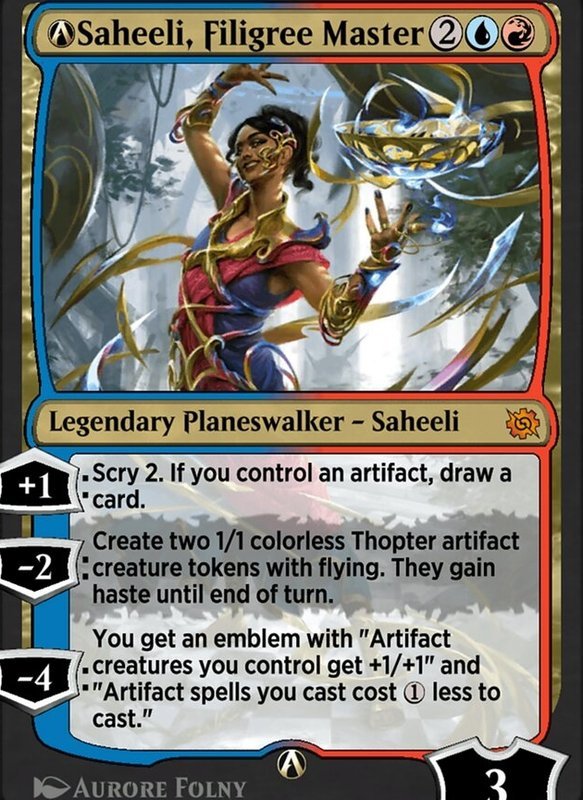 Saheeli, Filigree Master 2
Legendary Planeswalker – Saheeli
+1
: Scry 2. If you control an artifact, draw a
card.
−2
Create two 1/1 colorless Thopter artifact
: creature tokens with flying. They gain
haste until end of turn.
−4
You get an emblem with "Artifact
: creatures you control get +1/+1" and
"Artifact spells you cast cost 1 less to
cast."
3
Aurore Folny